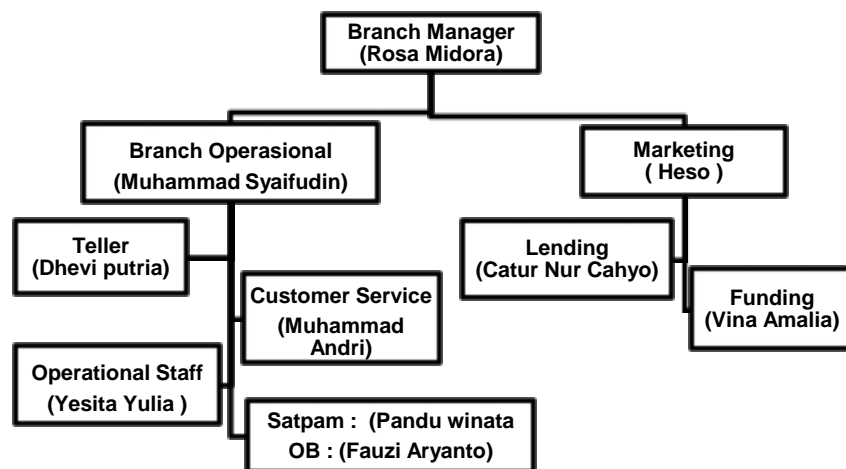 Branch Manager
(Rosa Midora)
Branch Operasional
(Muhammad Syaifudin)
Marketing
( Heso )
Teller
(Dhevi putria)
Lending
(Catur Nur Cahyo)
Customer Service
(Muhammad
Andri)
Funding
(Vina Amalia)
Operational Staff
(Yesita Yulia )
Satpam : (Pandu winata
OB : (Fauzi Aryanto)